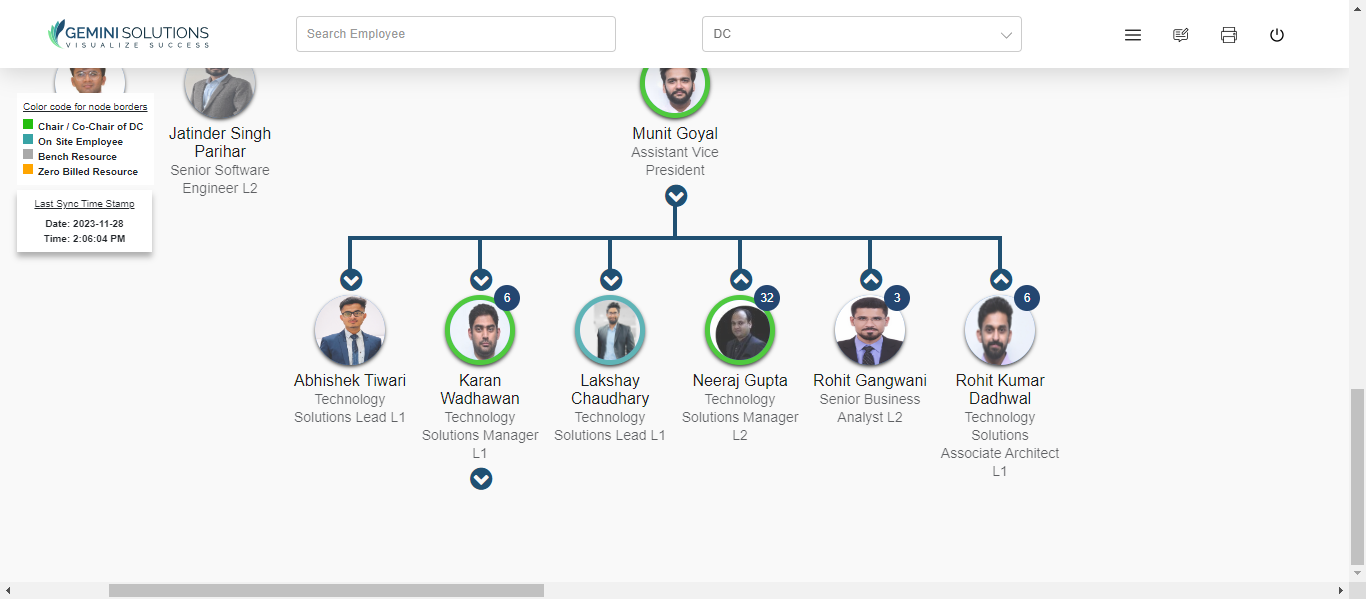 GEMINI SOLUTIONS
VISUALIZE SUCCESS
Search Employee
DC
Color code for node borders
Chair / Co-Chair of DC
On Site Employee
Bench Resource
Zero Billed Resource
Last Sync Time Stamp
Date: 2023-11-28
Time: 2:06:04 PM
Jatinder Singh
Parihar
Senior Software
Engineer L2
Munit Goyal
Assistant Vice
President
6
32
3
6
Abhishek Tiwari
Technology
Solutions Lead L1
Karan
Wadhawan
Technology
Solutions Manager
L1
Lakshay
Chaudhary
Technology
Solutions Lead L1
Neeraj Gupta
Technology
Solutions Manager
L2
Rohit Gangwani
Senior Business
Analyst L2
Rohit Kumar
Dadhwal
Technology
Solutions
Associate Architect
L1